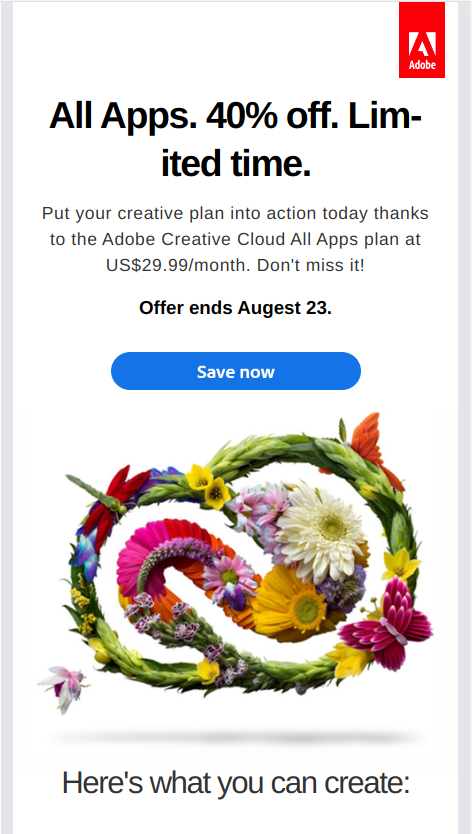 Adobe
All Apps. 40% off. Lim-
ited time.
Put your creative plan into action today thanks
to the Adobe Creative Cloud All Apps plan at
US$29.99/month. Don't miss it!
Offer ends Augest 23.
Save now
Here's what you can create: